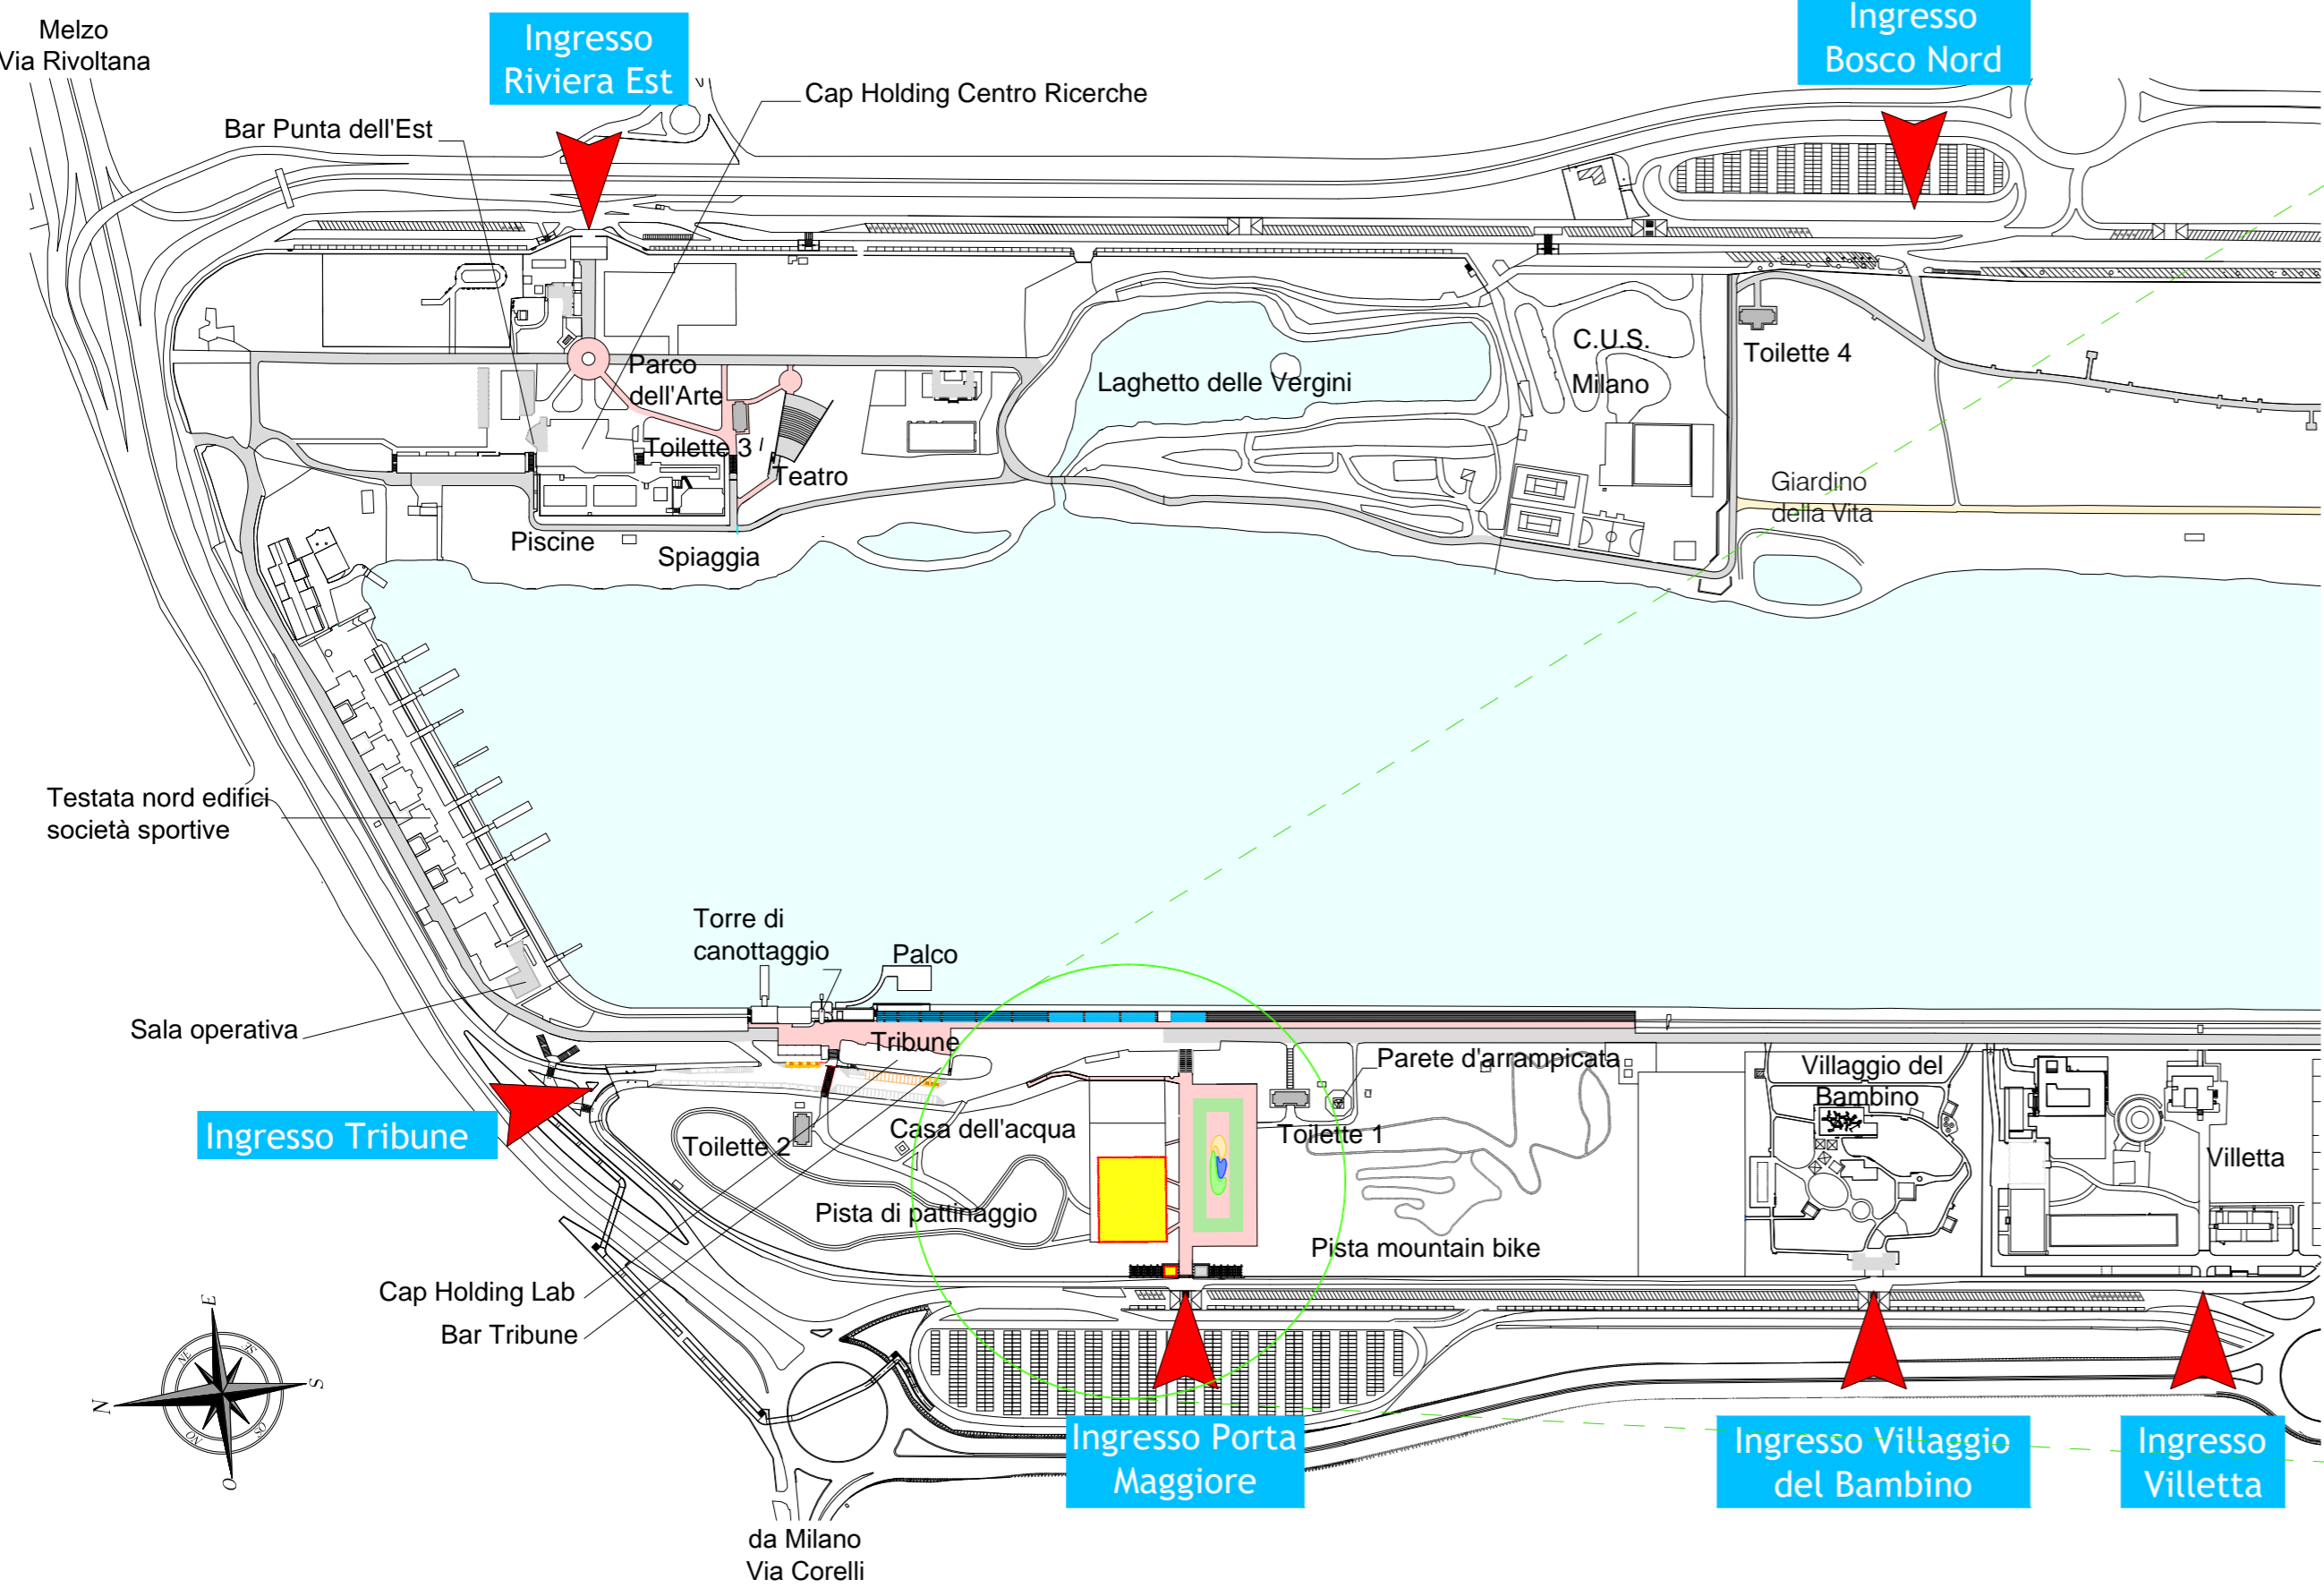 Melzo
Via Rivoltana
Ingresso
Riviera Est
Ingresso
Bosco Nord
Cap Holding Centro Ricerche
Bar Punta dell'Est
Parco
dell'Arte
Laghetto delle Vergini
C.U.S.
Milano
Toilette 4
Toilette 3
Teatro
Giardino
della Vita
Piscine
Spiaggia
Testata nord edifici
società sportive
Torre di
canottaggio
Palco
Sala operativa
Tribune
Parete d'arrampicata
Villaggio del
Bambino
Ingresso Tribune
Toilette 2
Casa dell'acqua
Toilette 1
Villetta
Pista di pattinaggio
Pista mountain bike
Cap Holding Lab
Bar Tribune
E
NE
SE
N
S
NO
SO
O
Ingresso Porta
Maggiore
Ingresso Villaggio
del Bambino
Ingresso
Villetta
da Milano
Via Corelli